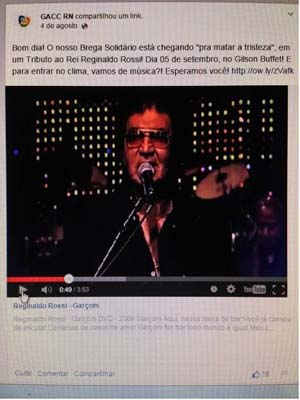 GACC RN compartilhou um link.
4 de agosto
Bom dia! O nosso Brega Solidário está chegando "pra matar a tristeza", em
um Tributo ao Rei Reginaldo Rossi! Dia 05 de setembro, no Gilson Buffet! E
para entrar no clima, vamos de música?! Esperamos você! http://ow.ly/zVafk
0:49 / 3:53
YouTube
Reginaldo Rossi - Garçom
Reginaldo Rossi - Garçom DVD - 2006 Garçom Aqui, nessa mesa de bar Você já cansou
de escutar Centenas de casos de amor Garçom No bar todo mundo é igual Meu c...
Curtir · Comentar · Compartilhar
18